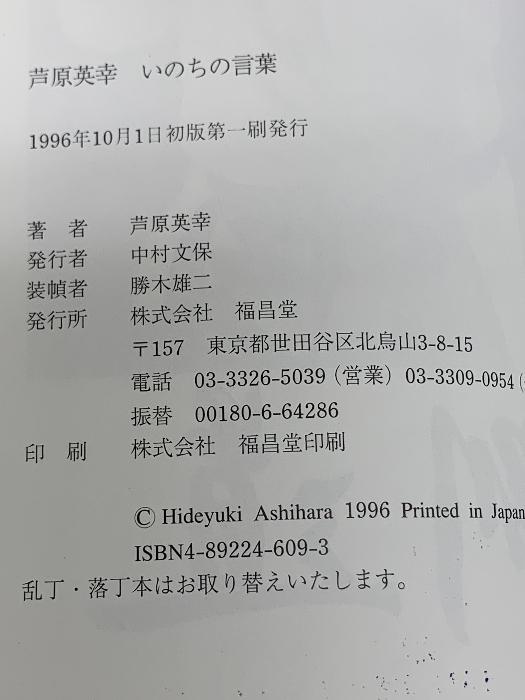 芦原英幸　いのちの言葉
1996年10月1日初版第一刷発行
著　者　芦原英幸
発行者　中村文保
装幀者　勝木雄二
発行所　株式会社　福昌堂
〒157　東京都世田谷区北烏山3-8-15
電話　03-3326-5039（営業）03-3309-0954（
振替　00180-6-64286
印　刷　株式会社　福昌堂印刷
© Hideyuki Ashihara 1996 Printed in Japan
ISBN4-89224-609-3
乱丁・落丁本はお取り替えいたします。